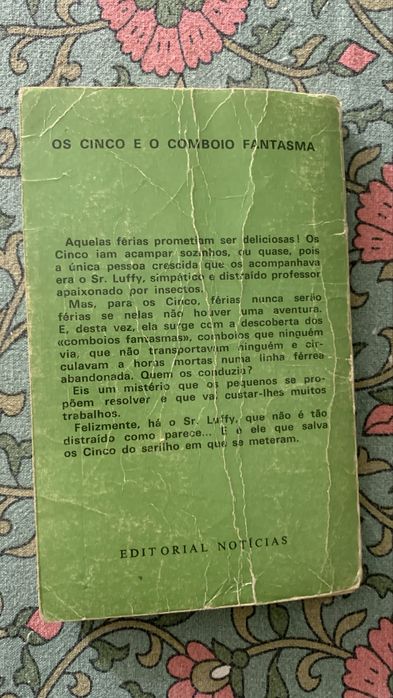 OS CINCO E O COMBOIO FANTASMA
Aquelas férias prometiam ser deliciosas! Os
Cinco iam acampar sozinhos, ou quase, pois
a única pessoa crescida que os acompanhava
era o Sr. Luffy, simpático e distraído professor
apaixonado por insectos.
Mas, para os Cinco, férias nunca serão
férias se nelas não houver uma aventura.
E, desta vez, ela surge com a descoberta dos
«comboios fantasmas», comboios que ninguém
via, que não transportavam ninguém e cir-
culavam a horas mortas numa linha férrea
abandonada. Quem os conduzia?
Eis um mistério que os pequenos se pro-
põem resolver e que vai custar-lhes muitos
trabalhos.
Felizmente, há o Sr. Luffy, que não é tão
distraído como parece... E é ele que salva
os Cinco do sarilho em que se meteram.
EDITORIAL NOTÍCIAS